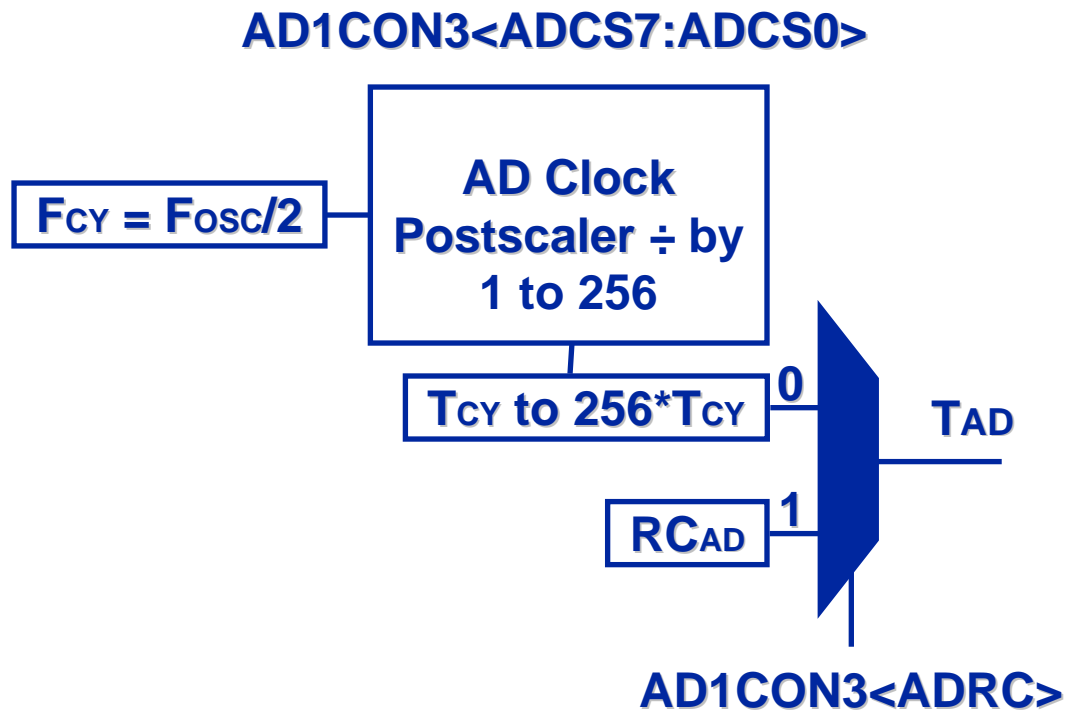 AD1CON3<ADCS7:ADCS0>
AD Clock
Postscaler ÷ by
1 to 256
FCY = FOSC/2
TCY to 256*TCY
0
TAD
RCAD
1
AD1CON3<ADRC>